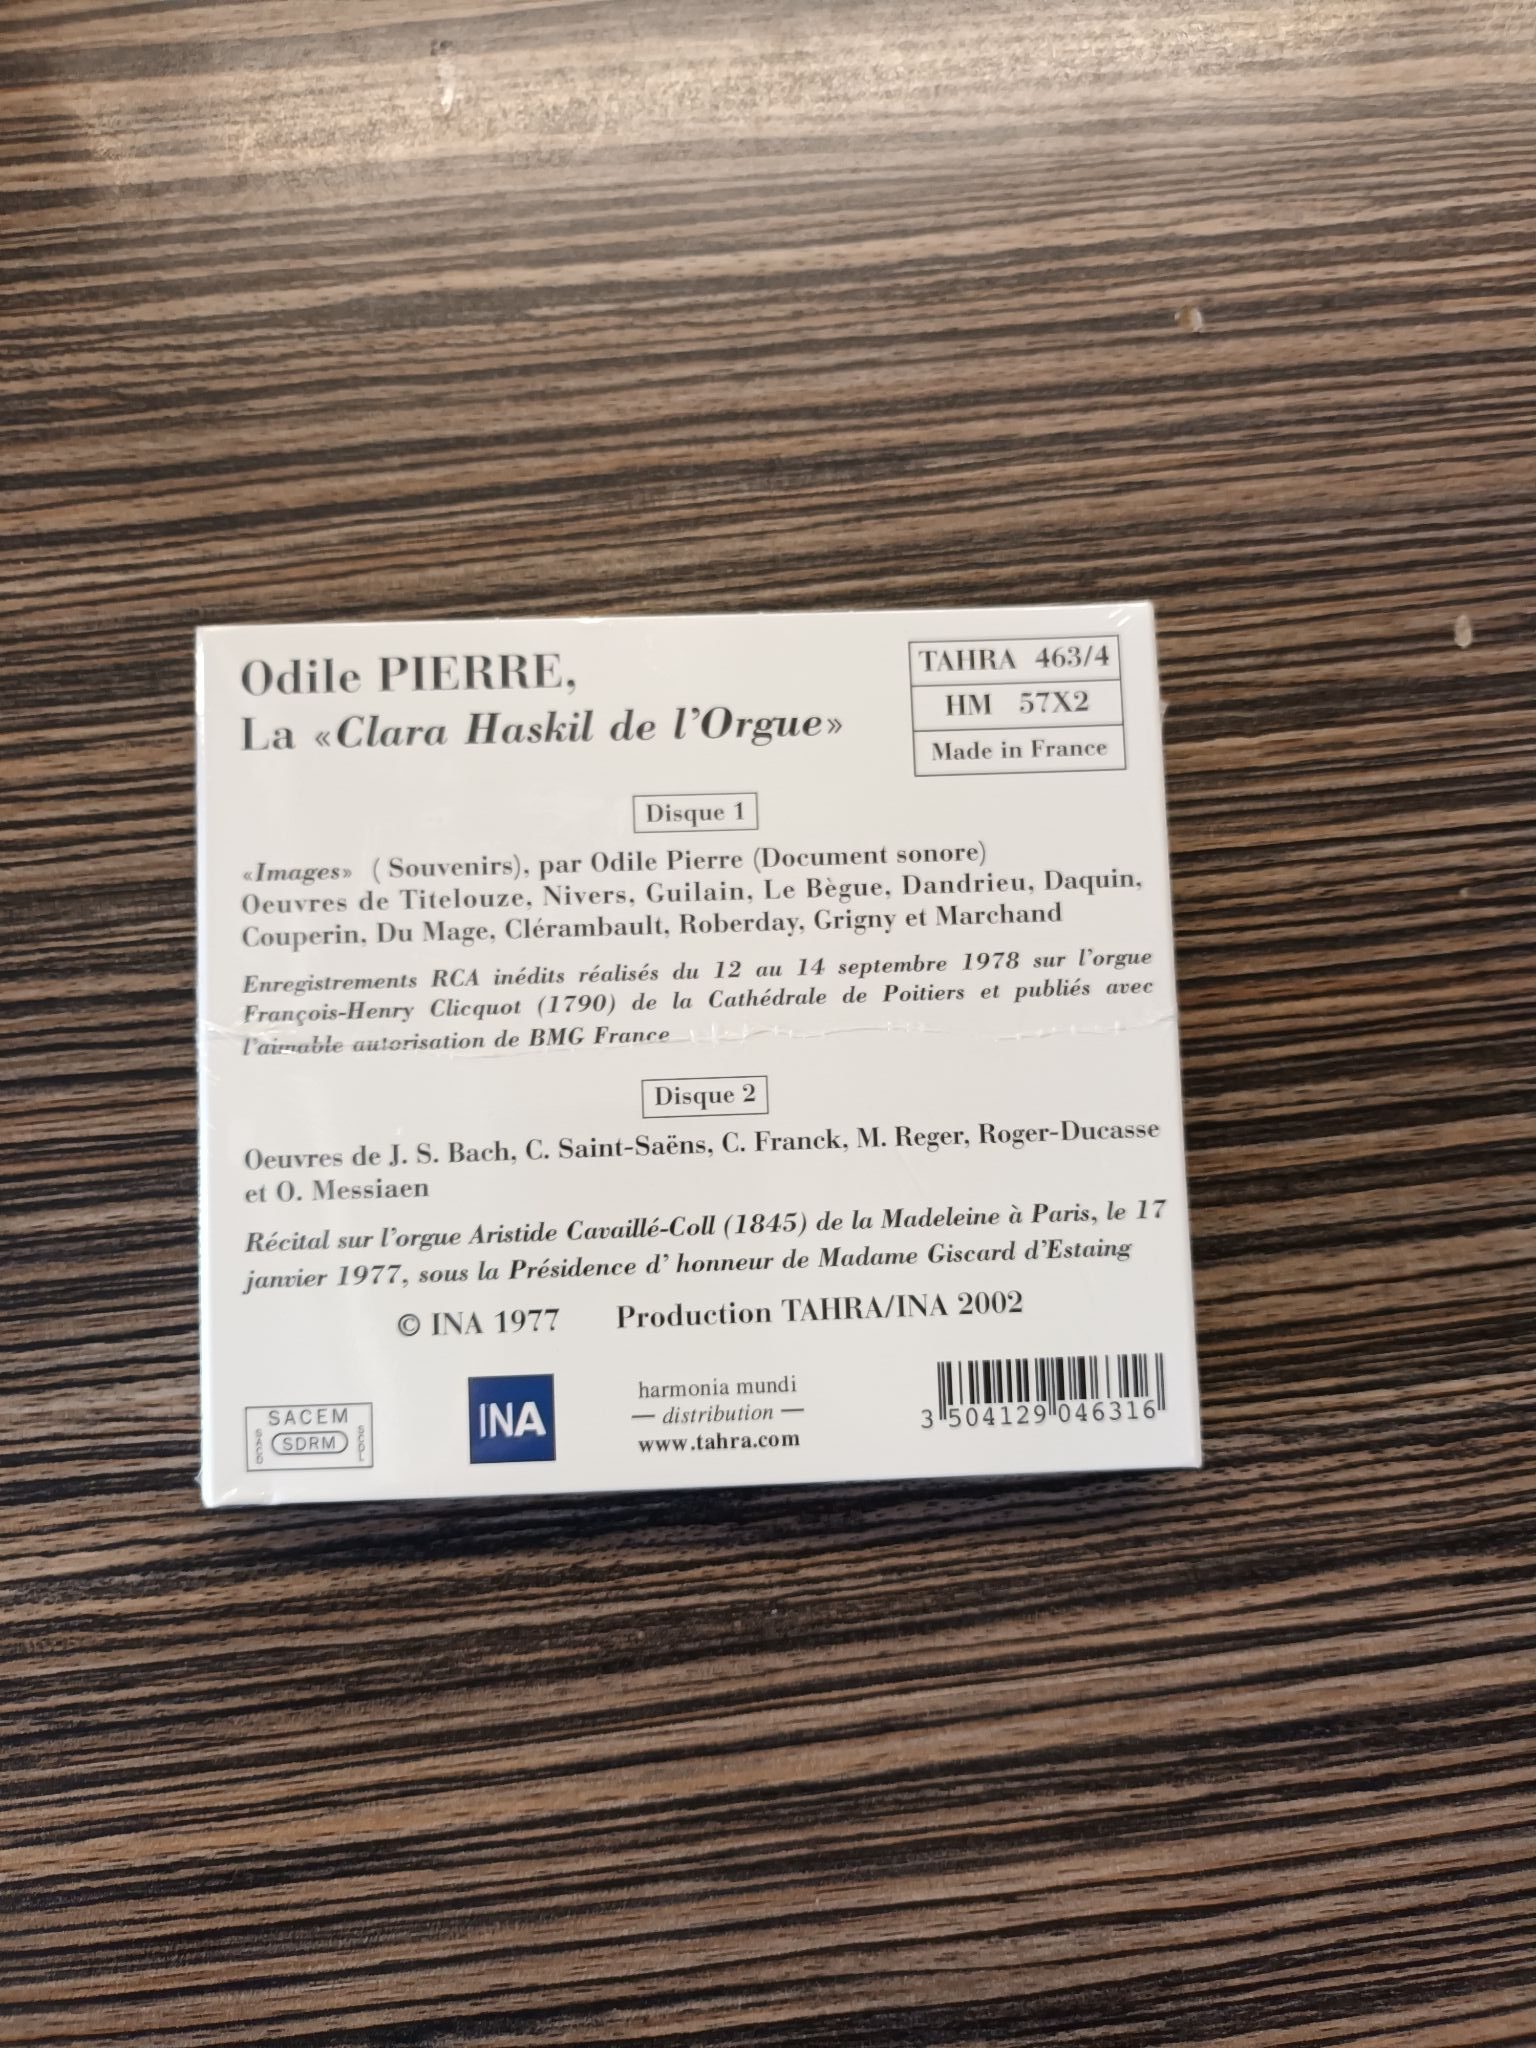 Odile PIERRE,
La «Clara Haskil de l'Orgue»
TAHRA 463/4
HM 57X2
Made in France
Disque 1
«Images» ( Souvenirs), par Odile Pierre (Document sonore)
Oeuvres de Titelouze, Nivers, Guilain, Le Bègue, Dandrieu, Daquin,
Couperin, Du Mage, Clérambault, Roberday, Grigny et Marchand
Enregistrements RCA inédits réalisés du 12 au 14 septembre 1978 sur l'orgue
François-Henry Clicquot (1790) de la Cathédrale de Poitiers et publiés avec
l'aimable autorisation de BMG France
Disque 2
Oeuvres de J. S. Bach, C. Saint-Saëns, C. Franck, M. Reger, Roger-Ducasse
et O. Messiaen
Récital sur l'orgue Aristide Cavaillé-Coll (1845) de la Madeleine à Paris, le 17
janvier 1977, sous la Présidence d' honneur de Madame Giscard d'Estaing
© INA 1977 Production TAHRA/INA 2002
SACEM
SACD
SDRM
SGDL
INA
harmonia mundi
— distribution —
www.tahra.com
3 504129 046316